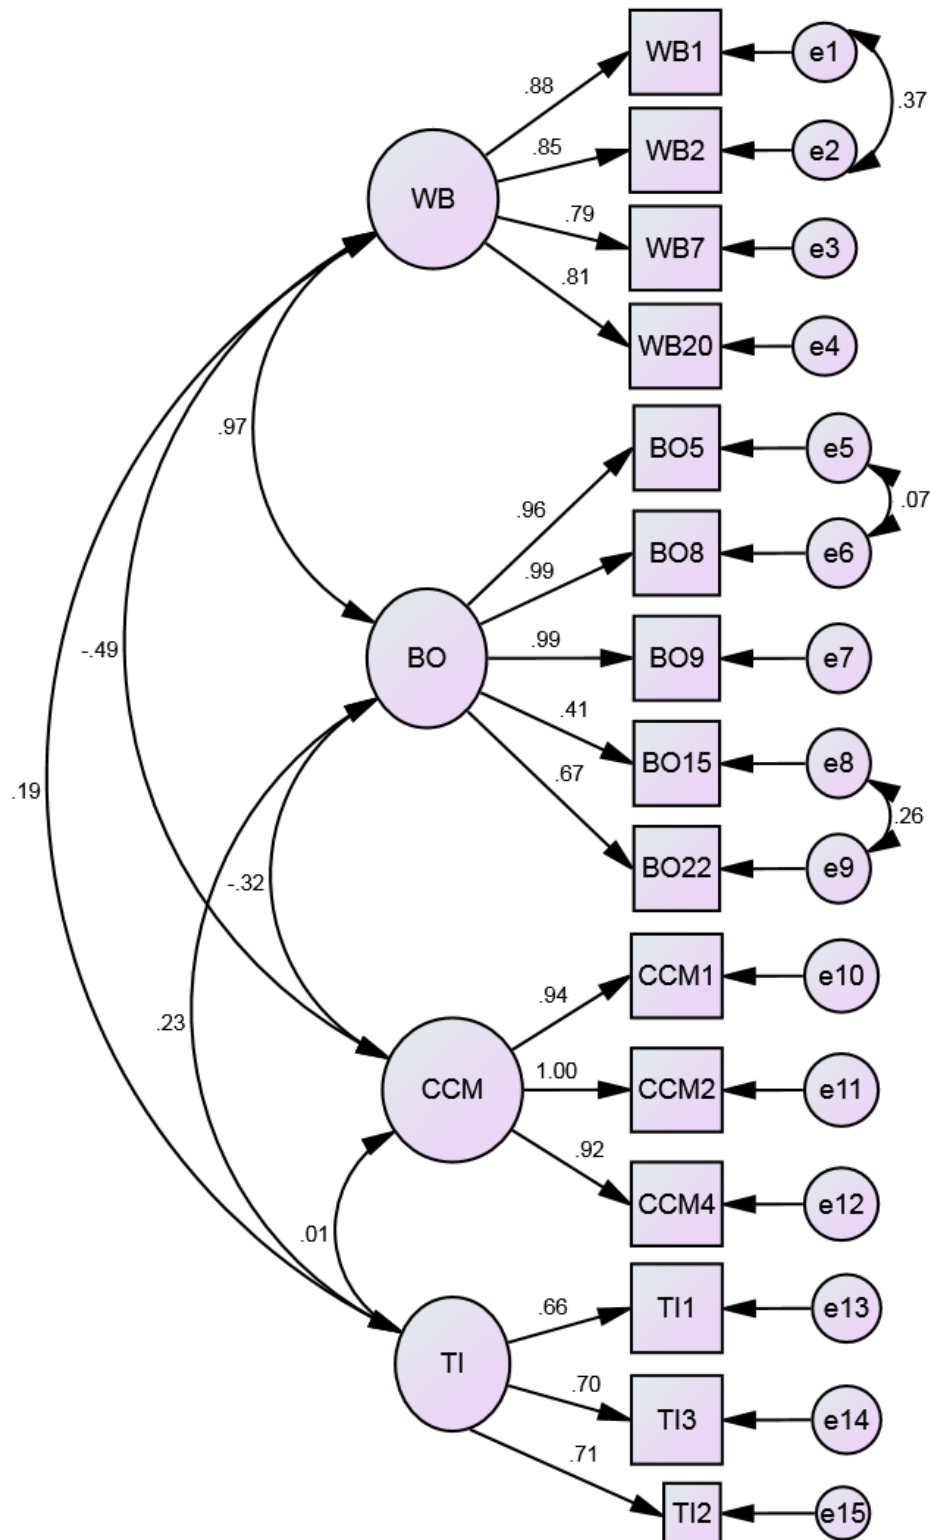 WB1
e1
.88
.37
WB2
e2
.85
WB
.79
WB7
e3
.81
WB20
e4
.97
BO5
e5
.96
.07
BO8
e6
.99
-.49
BO
.99
BO9
e7
.41
.19
BO15
e8
.67
.26
-.32
BO22
e9
CCM1
e10
.94
.23
CCM
1.00
CCM2
e11
.92
CCM4
e12
.01
.66
TI1
e13
TI
.70
TI3
e14
.71
TI2
e15